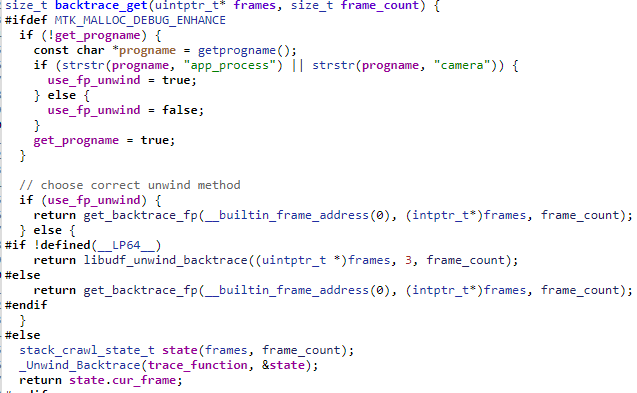 size_t backtrace_get(uintptr_t* frames, size_t frame_count) {
#ifdef MTK_MALLOC_DEBUG_ENHANCE
  if (!get_progname) {
    const char *progname = getprogname();
    if (strstr(progname, "app_process") || strstr(progname, "camera")) {
      use_fp_unwind = true;
    } else {
      use_fp_unwind = false;
    }
    get_progname = true;
  }

  // choose correct unwind method
  if (use_fp_unwind) {
    return get_backtrace_fp(__builtin_frame_address(0), (intptr_t*)frames, frame_count);
  } else {
#if !defined(__LP64__)
    return libudf_unwind_backtrace((uintptr_t *)frames, 3, frame_count);
#else
    return get_backtrace_fp(__builtin_frame_address(0), (intptr_t*)frames, frame_count);
#endif
  }
#else
  stack_crawl_state_t state(frames, frame_count);
  _Unwind_Backtrace(trace_function, &state);
  return state.cur_frame;